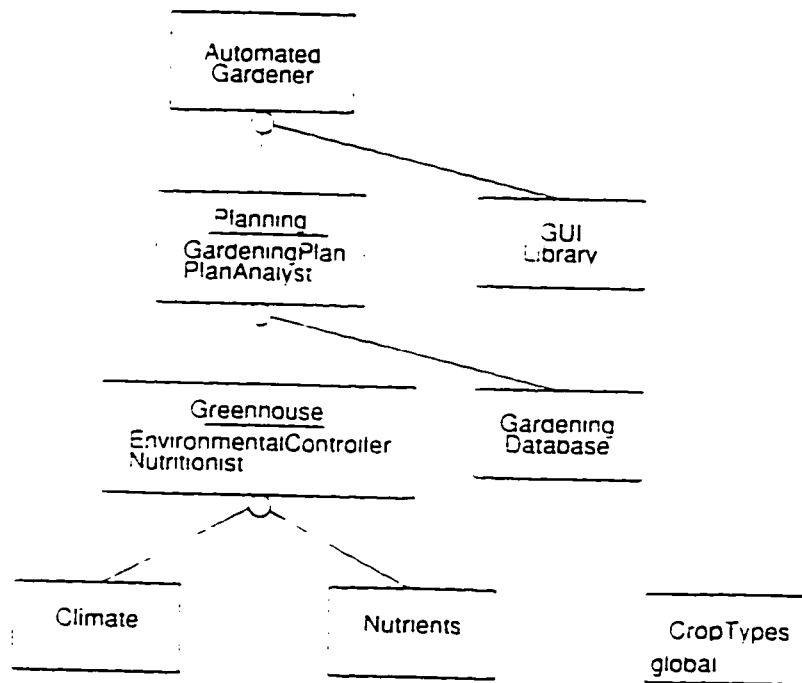 Automated
Gardener
Planning
GardeningPlan
PlanAnalyst
GUI
Library
Greenhouse
EnvironmentalController
Nutritionist
Gardening
Database
Climate
Nutrients
CropTypes
global